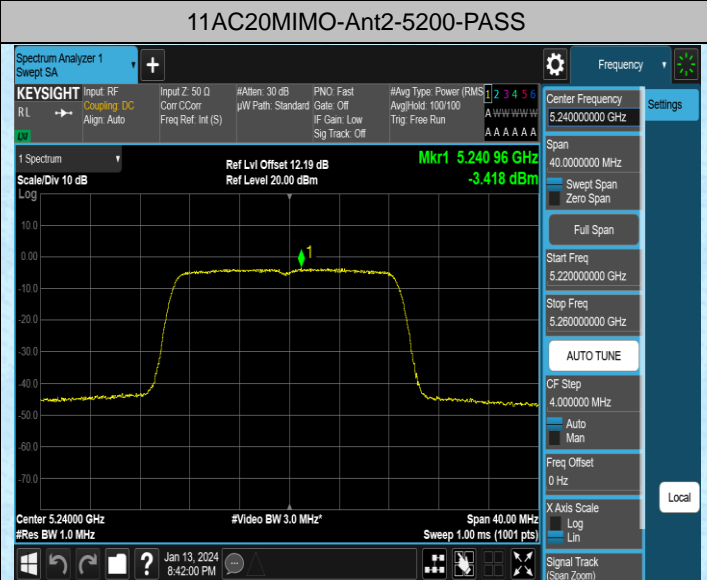 11AC20MIMO-Ant2-5200-PASS
Spectrum Analyzer 1
Swept SA
+
Frequency
KEYSIGHT
RL
LXI
Input: RF
Coupling: DC
Align: Auto
Input Z: 50 Ω
Corr CCorr
Freq Ref: Int (S)
#Atten: 30 dB
µW Path: Standard
PNO: Fast
Gate: Off
IF Gain: Low
Sig Track: Off
#Avg Type: Power (RMS
Avg|Hold: 100/100
Trig: Free Run
1 2 3 4 5 6
A W W W W W
A A A A A A
1 Spectrum
Scale/Div 10 dB
Log
Ref Lvl Offset 12.19 dB
Ref Level 20.00 dBm
Mkr1 5.240 96 GHz
-3.418 dBm
10.0
0.00
-10.0
-20.0
-30.0
-40.0
-50.0
-60.0
-70.0
1
Center 5.24000 GHz
#Res BW 1.0 MHz
#Video BW 3.0 MHz*
Span 40.00 MHz
Sweep 1.00 ms (1001 pts)
Jan 13, 2024
8:42:00 PM
?
Center Frequency
5.240000000 GHz
Span
40.0000000 MHz
Swept Span
Zero Span
Full Span
Start Freq
5.220000000 GHz
Stop Freq
5.260000000 GHz
AUTO TUNE
CF Step
4.000000 MHz
Auto
Man
Freq Offset
0 Hz
X Axis Scale
Log
Lin
Signal Track
(Span Zoom)
Settings
Local